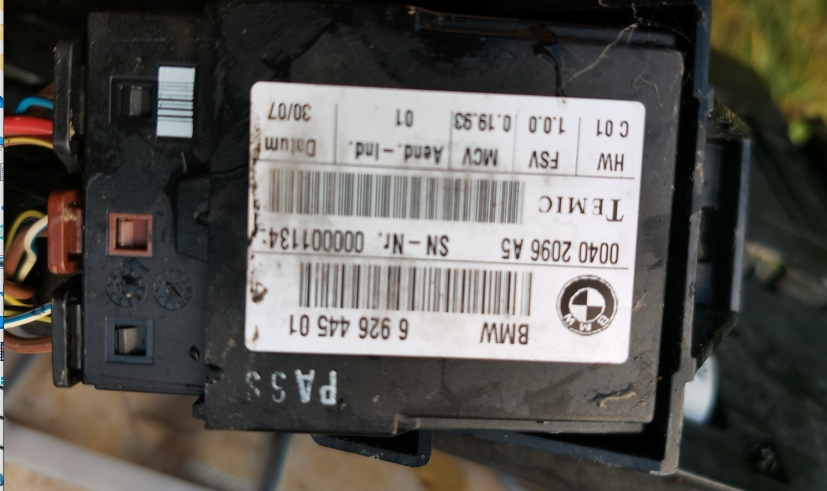 PASS
BMW 6 926 445 01
BMW
0040 2096 A5 SN-Nr. 000001134
TEMIC
HW FSV MCV Aend.-Ind. Datum
C 01 1.0.0 0.19.93 01 30/07